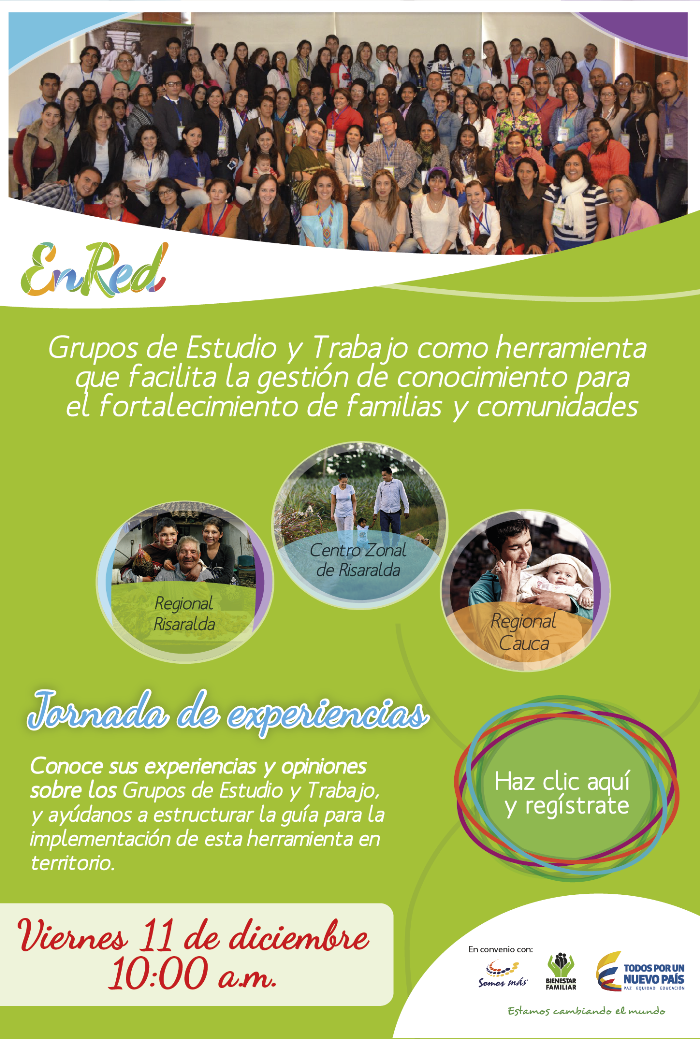 EnRed
Grupos de Estudio y Trabajo como herramienta
que facilita la gestión de conocimiento para
el fortalecimiento de familias y comunidades
Centro Zonal
de Risaralda
Regional
Risaralda
Regional
Cauca
Jornada de experiencias
Conoce sus experiencias y opiniones
sobre los Grupos de Estudio y Trabajo,
y ayúdanos a estructurar la guía para la
implementación de esta herramienta en
territorio.
Haz clic aquí
y regístrate
Viernes 11 de diciembre
10:00 a.m.
En convenio con:
Somos más
BIENESTAR
FAMILIAR
TODOS POR UN
NUEVO PAÍS
PAZ EQUIDAD EDUCACIÓN
Estamos cambiando el mundo